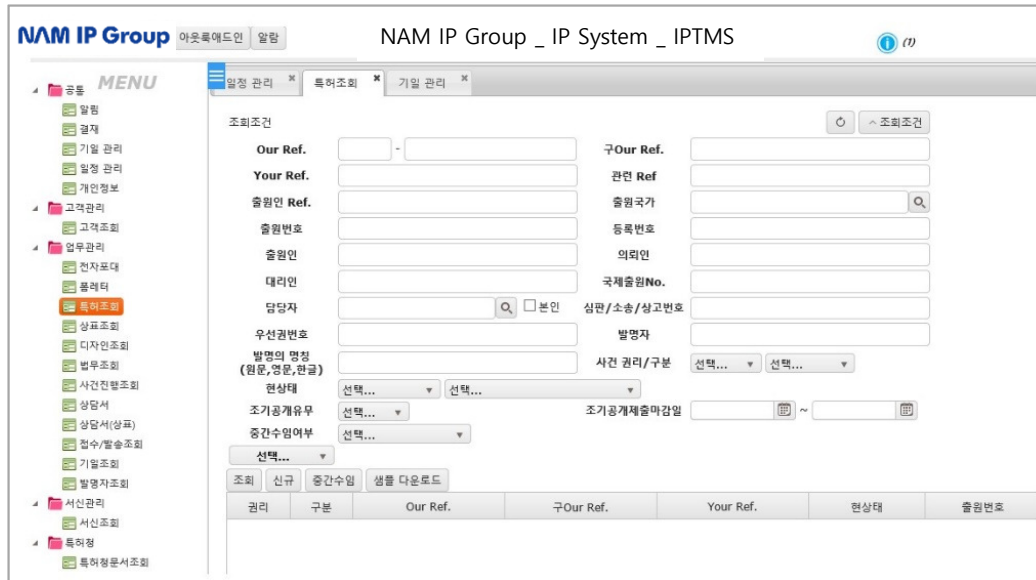 NAM IP Group 아웃룩애드인 알람 NAM IP Group _ IP System _ IPTMS (1)
MENU
공통
알림
결재
기일 관리
일정 관리
개인정보
고객관리
고객조회
업무관리
전자포대
폼레터
특허조회
상표조회
디자인조회
법무조회
사건진행조회
상담서
상담서(상표)
접수/발송조회
기일조회
발명자조회
서신관리
서신조회
특허청
특허청문서조회
일정 관리 특허조회 기일 관리
조회조건 조회조건
Our Ref. - 구Our Ref.
Your Ref. 관련 Ref
출원인 Ref. 출원국가
출원번호 등록번호
출원인 의뢰인
대리인 국제출원No.
담당자 본인 심판/소송/상고번호
우선권번호 발명자
발명의 명칭
(원문,영문,한글) 사건 권리/구분 선택... 선택...
현상태 선택... 선택...
조기공개유무 선택... 조기공개제출마감일 ~
중간수임여부 선택...
선택...
조회 신규 중간수임 샘플 다운로드
권리 구분 Our Ref. 구Our Ref. Your Ref. 현상태 출원번호